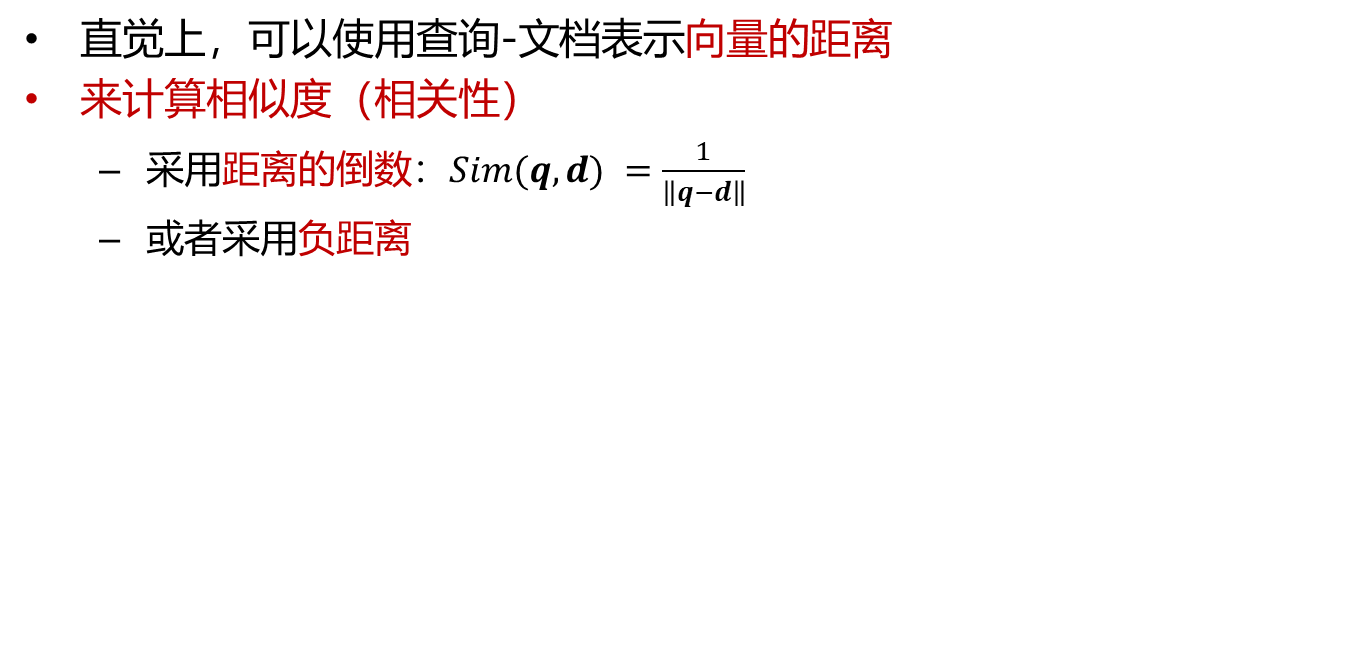 • 直觉上，可以使用查询-文档表示向量的距离
• 来计算相似度（相关性）
– 采用距离的倒数：Sim(q,d) = 1/‖q−d‖
– 或者采用负距离